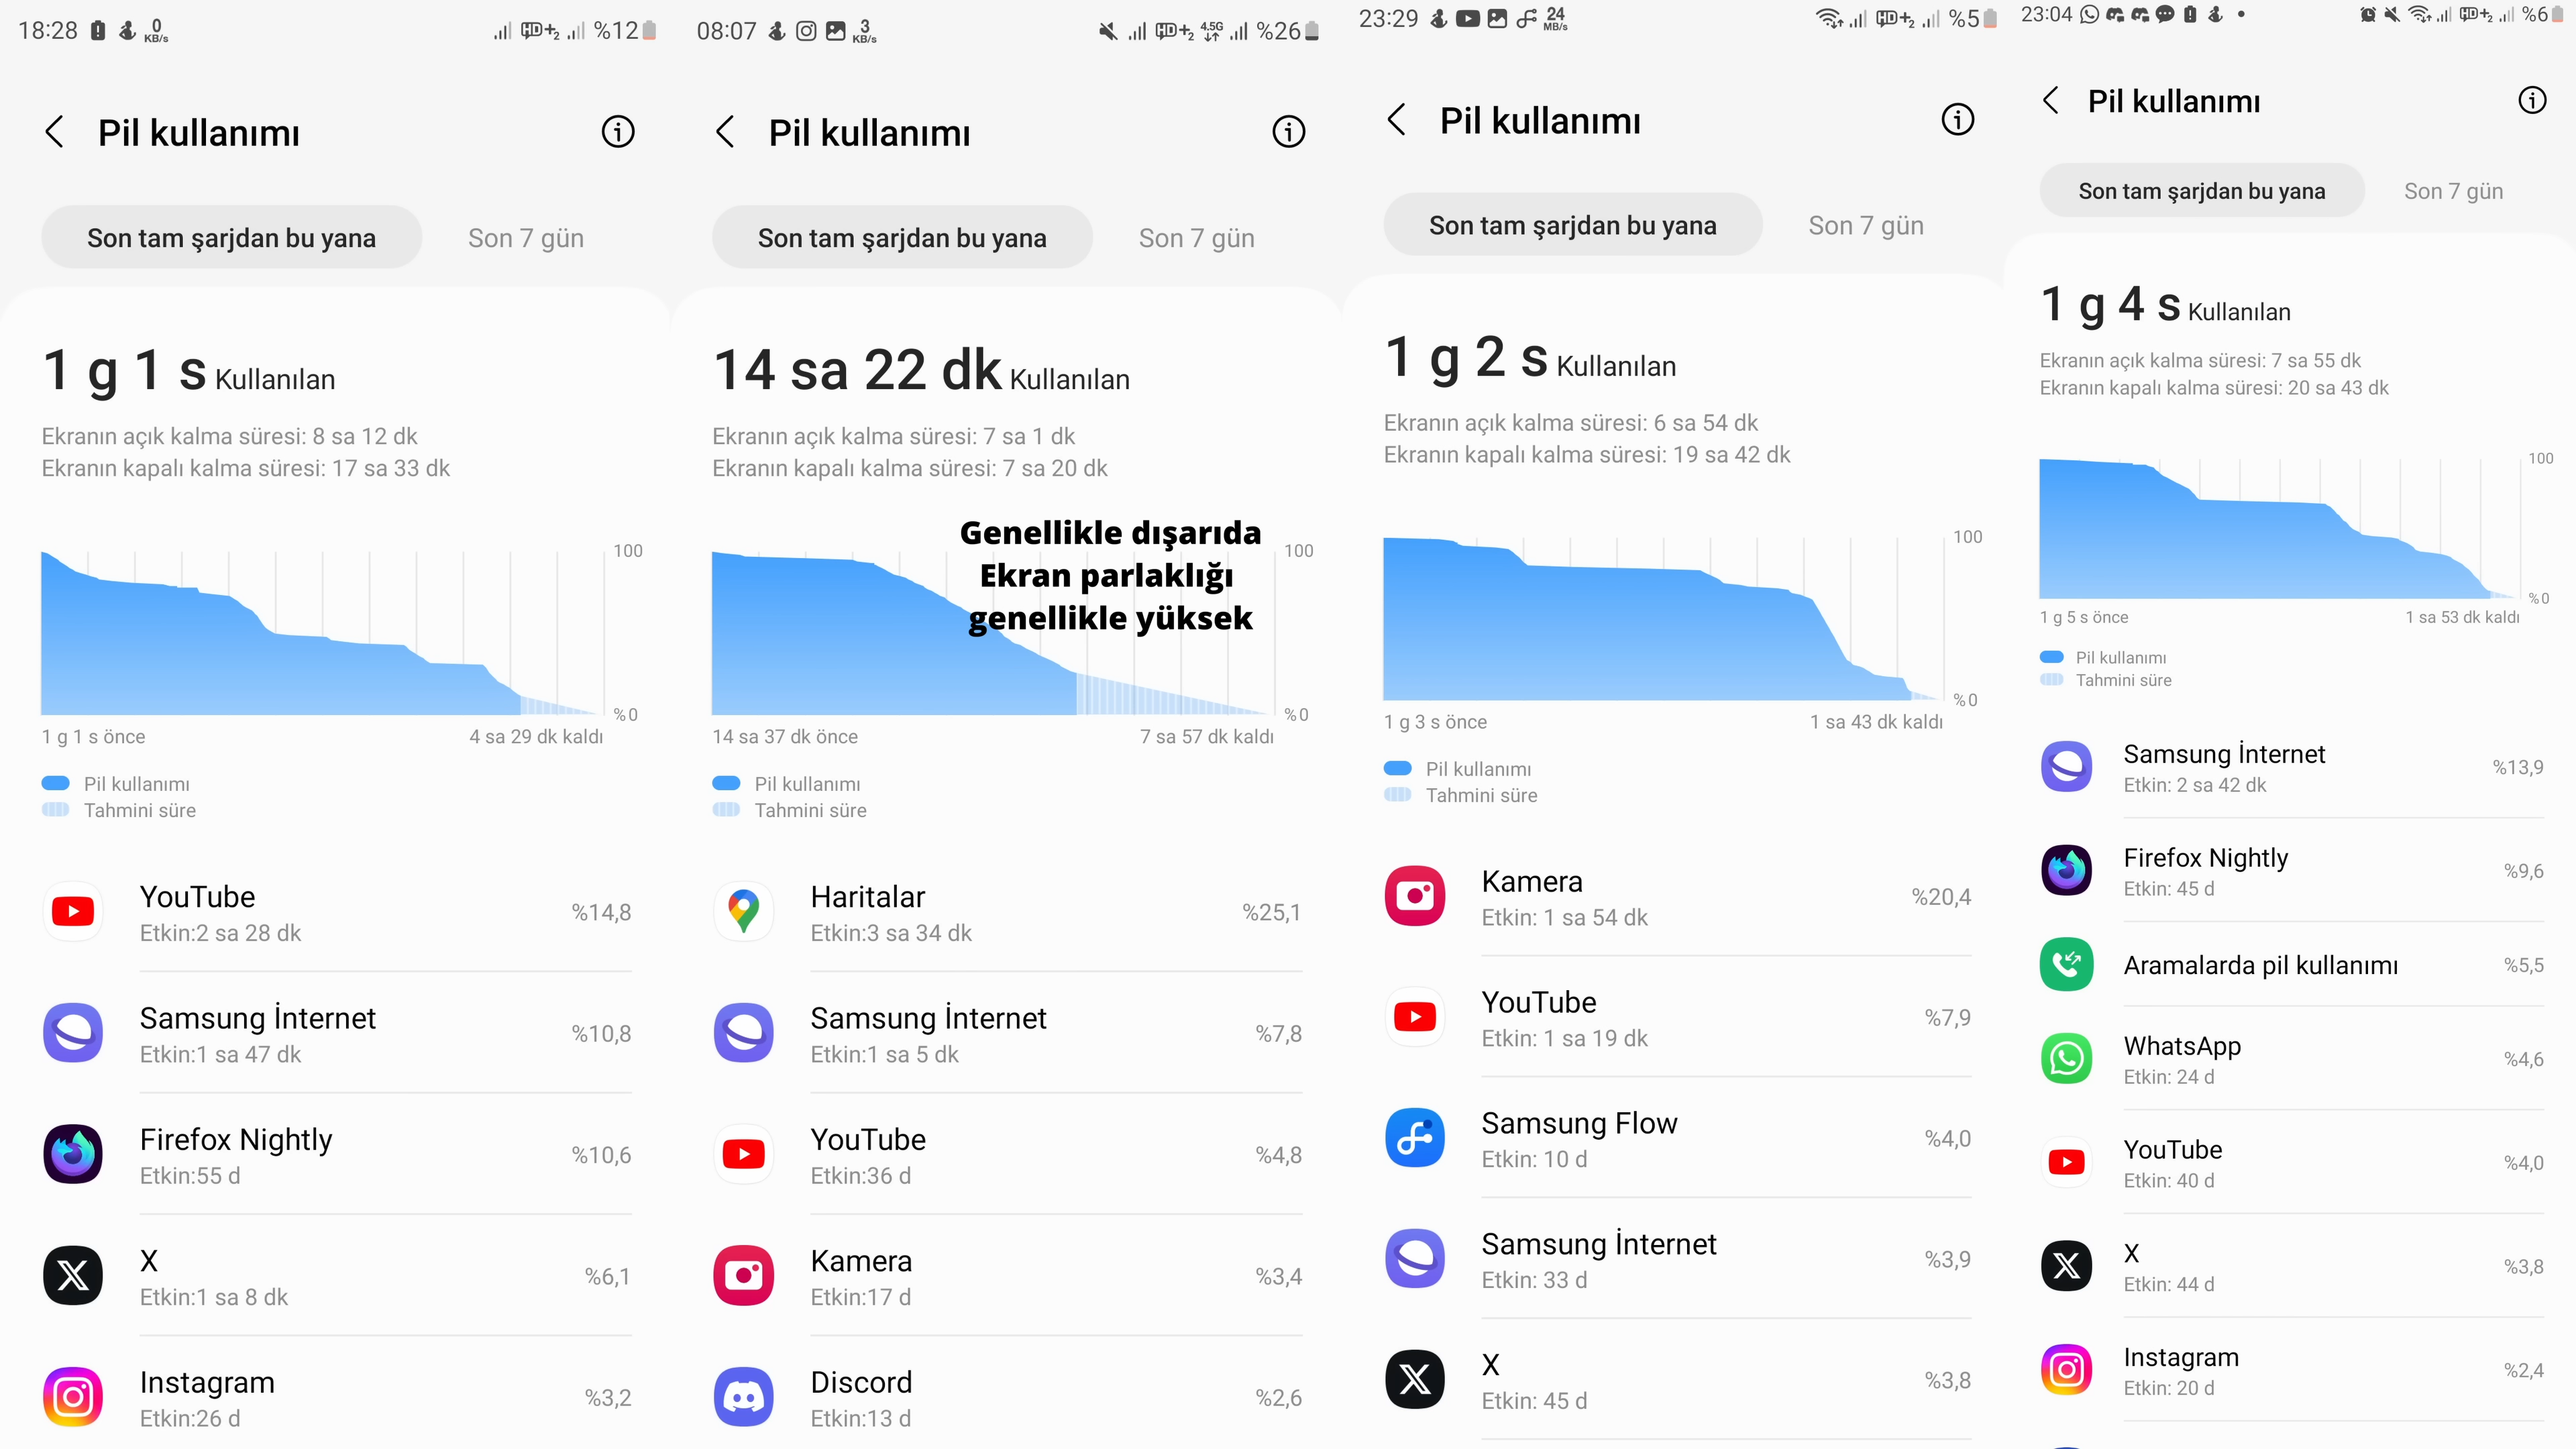 18:28 0 KB/s HD+2 %12
Pil kullanımı
Son tam şarjdan bu yana Son 7 gün
1 g 1 s Kullanılan
Ekranın açık kalma süresi: 8 sa 12 dk
Ekranın kapalı kalma süresi: 17 sa 33 dk
100
%0
1 g 1 s önce 4 sa 29 dk kaldı
Pil kullanımı
Tahmini süre
YouTube
Etkin:2 sa 28 dk
%14,8
Samsung İnternet
Etkin:1 sa 47 dk
%10,8
Firefox Nightly
Etkin:55 d
%10,6
X
Etkin:1 sa 8 dk
%6,1
Instagram
Etkin:26 d
%3,2
08:07 3 KB/s HD+2 4.5G %26
Pil kullanımı
Son tam şarjdan bu yana Son 7 gün
14 sa 22 dk Kullanılan
Ekranın açık kalma süresi: 7 sa 1 dk
Ekranın kapalı kalma süresi: 7 sa 20 dk
Genellikle dışarıda
Ekran parlaklığı
genellikle yüksek
100
%0
14 sa 37 dk önce 7 sa 57 dk kaldı
Pil kullanımı
Tahmini süre
Haritalar
Etkin:3 sa 34 dk
%25,1
Samsung İnternet
Etkin:1 sa 5 dk
%7,8
YouTube
Etkin:36 d
%4,8
Kamera
Etkin:17 d
%3,4
Discord
Etkin:13 d
%2,6
23:29 24 MB/s HD+2 %5
Pil kullanımı
Son tam şarjdan bu yana Son 7 gün
1 g 2 s Kullanılan
Ekranın açık kalma süresi: 6 sa 54 dk
Ekranın kapalı kalma süresi: 19 sa 42 dk
100
%0
1 g 3 s önce 1 sa 43 dk kaldı
Pil kullanımı
Tahmini süre
Kamera
Etkin: 1 sa 54 dk
%20,4
YouTube
Etkin: 1 sa 19 dk
%7,9
Samsung Flow
Etkin: 10 d
%4,0
Samsung İnternet
Etkin: 33 d
%3,9
X
Etkin: 45 d
%3,8
23:04 HD+2 %6
Pil kullanımı
Son tam şarjdan bu yana Son 7 gün
1 g 4 s Kullanılan
Ekranın açık kalma süresi: 7 sa 55 dk
Ekranın kapalı kalma süresi: 20 sa 43 dk
100
%0
1 g 5 s önce 1 sa 53 dk kaldı
Pil kullanımı
Tahmini süre
Samsung İnternet
Etkin: 2 sa 42 dk
%13,9
Firefox Nightly
Etkin: 45 d
%9,6
Aramalarda pil kullanımı
%5,5
WhatsApp
Etkin: 24 d
%4,6
YouTube
Etkin: 40 d
%4,0
X
Etkin: 44 d
%3,8
Instagram
Etkin: 20 d
%2,4